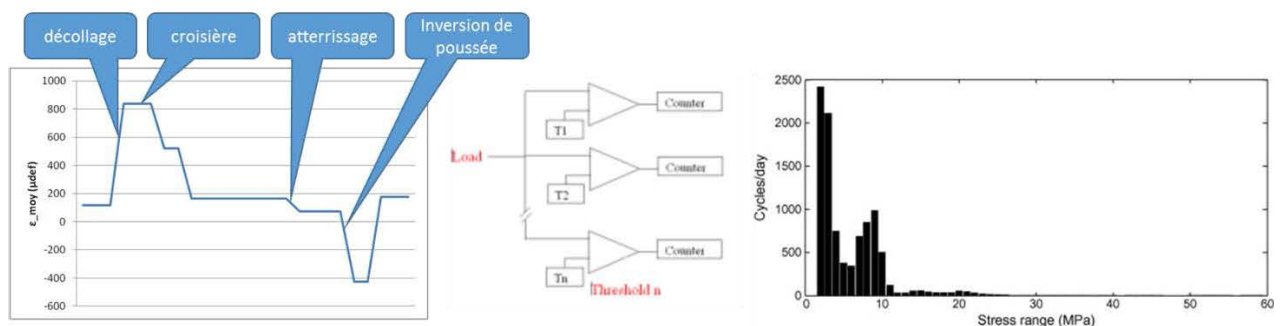 décollage
croisière
atterrissage
Inversion de
poussée
1000
800
600
400
200
0
-200
-400
-600
ε_moy (µdef)
Load
T1
Counter
T2
Counter
Tn
Counter
Threshold n
2500
2000
1500
1000
500
0
Cycles/day
0
10
20
30
40
50
60
Stress range (MPa)